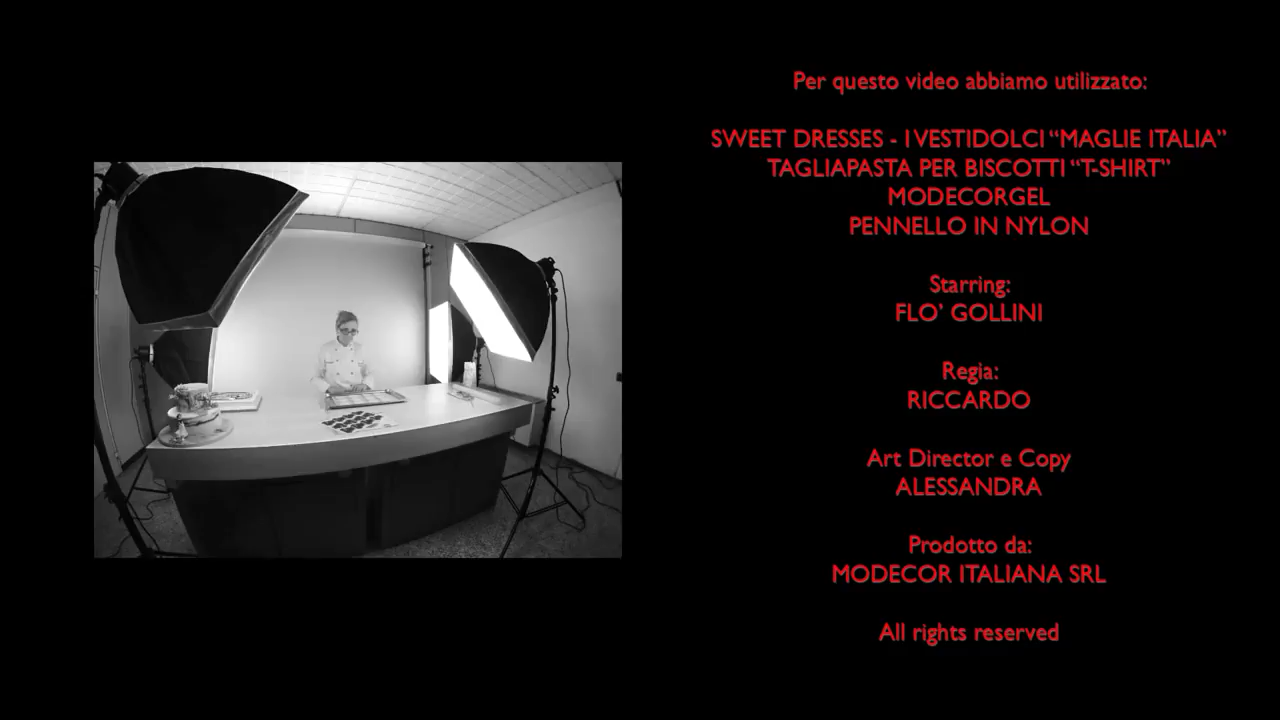 Per questo video abbiamo utilizzato:
SWEET DRESSES - I VESTIDOLCI “MAGLIE ITALIA”
TAGLIAPASTA PER BISCOTTI “T-SHIRT”
MODECORGEL
PENNELLO IN NYLON
Starring:
FLO’ GOLLINI
Regia:
RICCARDO
Art Director e Copy
ALESSANDRA
Prodotto da:
MODECOR ITALIANA SRL
All rights reserved